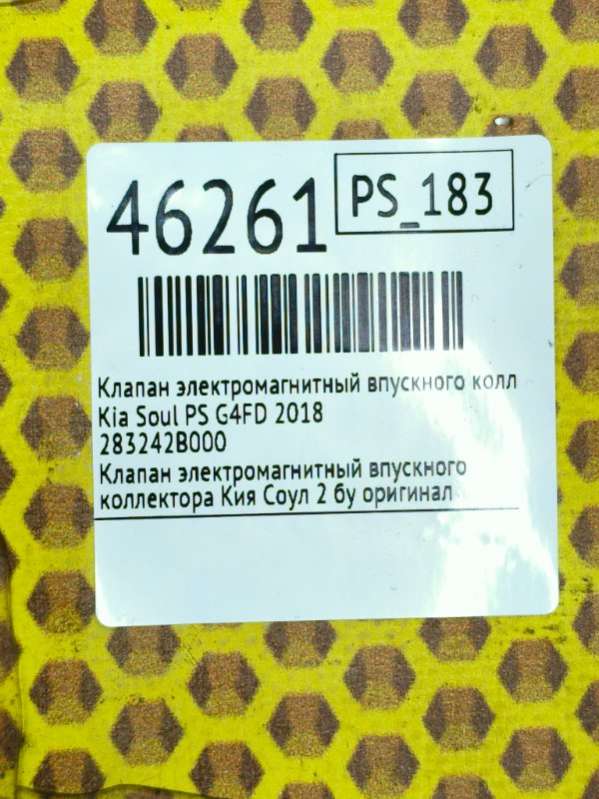 46261
PS_183
Клапан электромагнитный впускного колл
Kia Soul PS G4FD 2018
283242B000
Клапан электромагнитный впускного
коллектора Кия Соул 2 бу оригинал